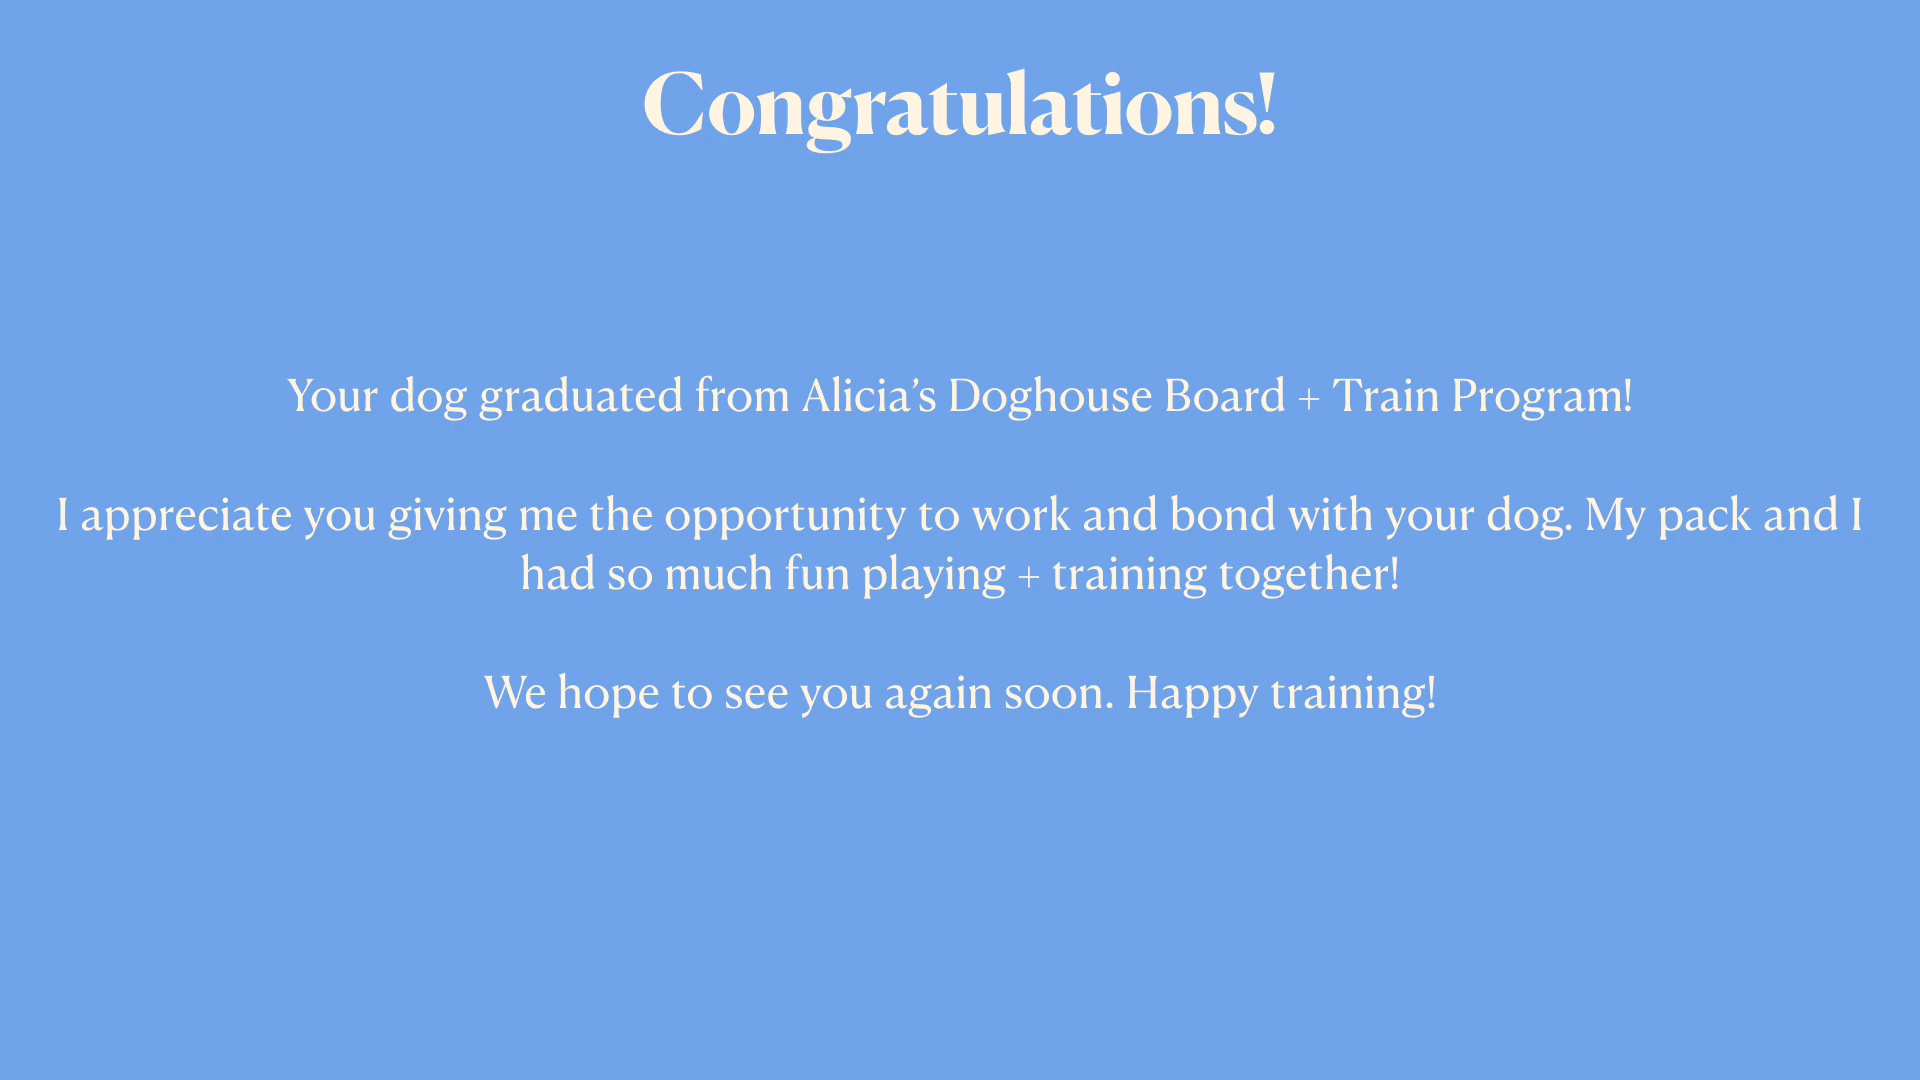 Congratulations!
Your dog graduated from Alicia’s Doghouse Board + Train Program!
I appreciate you giving me the opportunity to work and bond with your dog. My pack and I
had so much fun playing + training together!
We hope to see you again soon. Happy training!